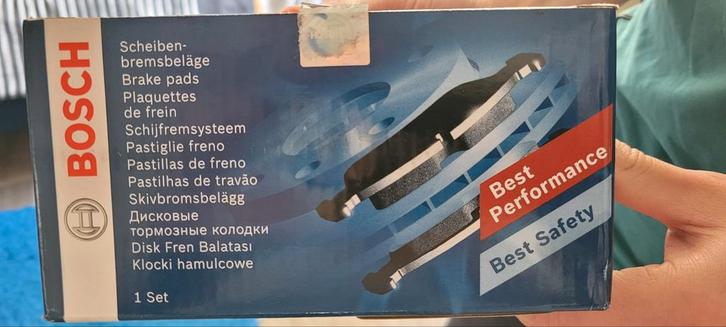 BOSCH
Scheiben-
bremsbeläge
Brake pads
Plaquettes
de frein
Schijfremsysteem
Pastiglie freno
Pastillas de freno
Pastilhas de travão
Skivbromsbelägg
Дисковые
тормозные колодки
Disk Fren Balatası
Klocki hamulcowe
1 Set
Best
Performance
Best Safety